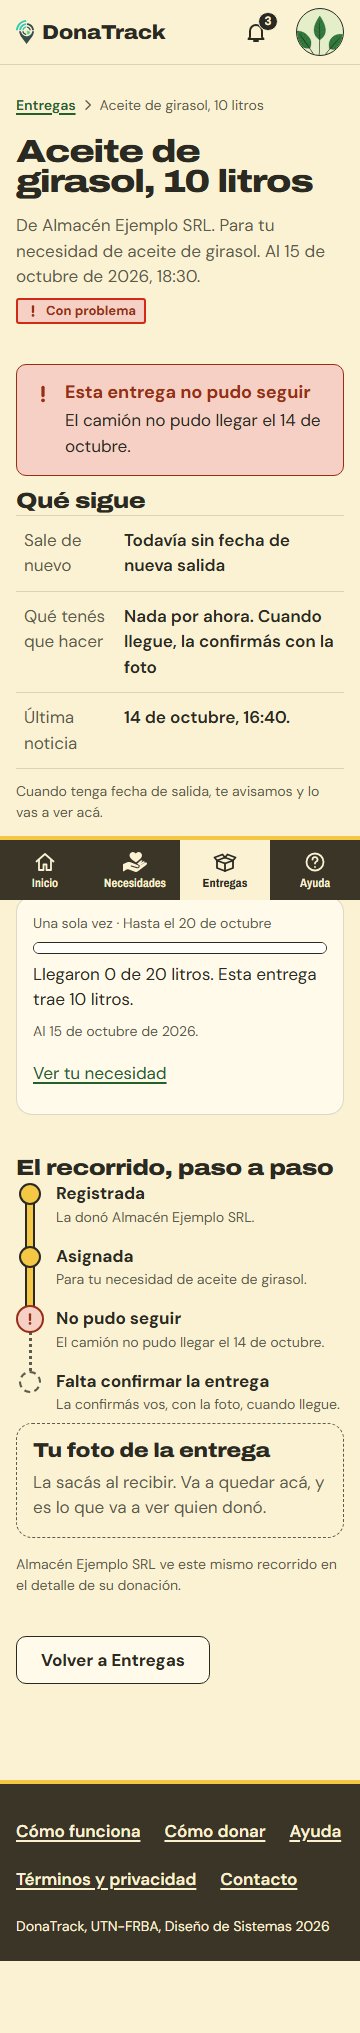 DonaTrack
3
Entregas > Aceite de girasol, 10 litros
Aceite de
girasol, 10 litros
De Almacén Ejemplo SRL. Para tu
necesidad de aceite de girasol. Al 15 de
octubre de 2026, 18:30.
! Con problema
! Esta entrega no pudo seguir
El camión no pudo llegar el 14 de
octubre.
Qué sigue
Sale de
nuevo
Todavía sin fecha de
nueva salida
Qué tenés
que hacer
Nada por ahora. Cuando
llegue, la confirmás con la
foto
Última
noticia
14 de octubre, 16:40.
Cuando tenga fecha de salida, te avisamos y lo
vas a ver acá.
Inicio
Necesidades
Entregas
Ayuda
Una sola vez · Hasta el 20 de octubre
Llegaron 0 de 20 litros. Esta entrega
trae 10 litros.
Al 15 de octubre de 2026.
Ver tu necesidad
El recorrido, paso a paso
Registrada
La donó Almacén Ejemplo SRL.
Asignada
Para tu necesidad de aceite de girasol.
! No pudo seguir
El camión no pudo llegar el 14 de octubre.
Falta confirmar la entrega
La confirmás vos, con la foto, cuando llegue.
Tu foto de la entrega
La sacás al recibir. Va a quedar acá, y
es lo que va a ver quien donó.
Almacén Ejemplo SRL ve este mismo recorrido en
el detalle de su donación.
Volver a Entregas
Cómo funciona Cómo donar Ayuda
Términos y privacidad Contacto
DonaTrack, UTN-FRBA, Diseño de Sistemas 2026